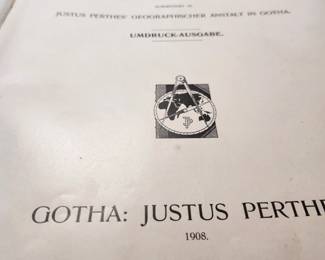 JUSTUS PERTHES' GEOGRAPHISCHER ANSTALT IN GOTHA.
UMDRUCK-AUSGABE.
GOTHA: JUSTUS PERTHE
1908.